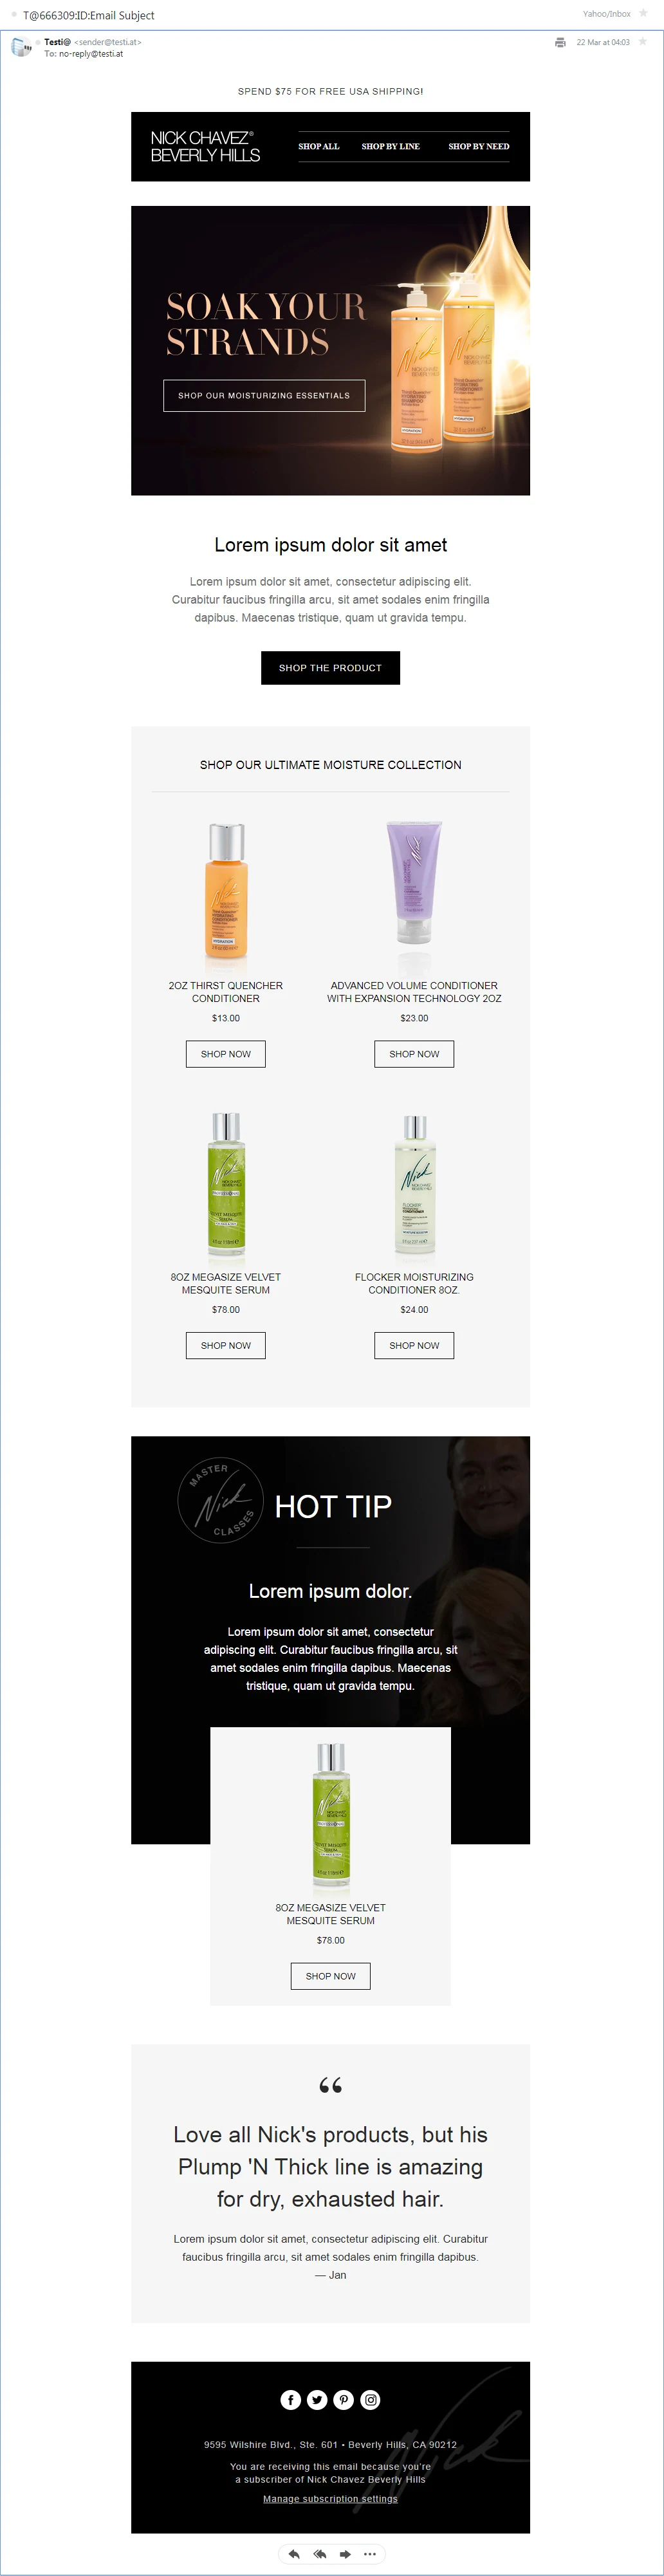 T@666309:ID:Email Subject
Yahoo/Inbox
Testi@ <sender@testi.at>
22 Mar at 04:03
To: no-reply@testi.at
SPEND $75 FOR FREE USA SHIPPING!
NICK CHAVEZ®
BEVERLY HILLS
SHOP ALL SHOP BY LINE SHOP BY NEED
SOAK YOUR
STRANDS
SHOP OUR MOISTURIZING ESSENTIALS
Nick
Nick
Lorem ipsum dolor sit amet
Lorem ipsum dolor sit amet, consectetur adipiscing elit.
Curabitur faucibus fringilla arcu, sit amet sodales enim fringilla
dapibus. Maecenas tristique, quam ut gravida tempu.
SHOP THE PRODUCT
SHOP OUR ULTIMATE MOISTURE COLLECTION
2OZ THIRST QUENCHER
CONDITIONER
$13.00
SHOP NOW
ADVANCED VOLUME CONDITIONER
WITH EXPANSION TECHNOLOGY 2OZ
$23.00
SHOP NOW
8OZ MEGASIZE VELVET
MESQUITE SERUM
$78.00
SHOP NOW
FLOCKER MOISTURIZING
CONDITIONER 8OZ.
$24.00
SHOP NOW
MASTER
Nick
CLASSES
HOT TIP
Lorem ipsum dolor.
Lorem ipsum dolor sit amet, consectetur
adipiscing elit. Curabitur faucibus fringilla arcu, sit
amet sodales enim fringilla dapibus. Maecenas
tristique, quam ut gravida tempu.
8OZ MEGASIZE VELVET
MESQUITE SERUM
$78.00
SHOP NOW
“
Love all Nick's products, but his
Plump 'N Thick line is amazing
for dry, exhausted hair.
Lorem ipsum dolor sit amet, consectetur adipiscing elit. Curabitur
faucibus fringilla arcu, sit amet sodales enim fringilla dapibus.
— Jan
9595 Wilshire Blvd., Ste. 601 • Beverly Hills, CA 90212
You are receiving this email because you're
a subscriber of Nick Chavez Beverly Hills
Manage subscription settings